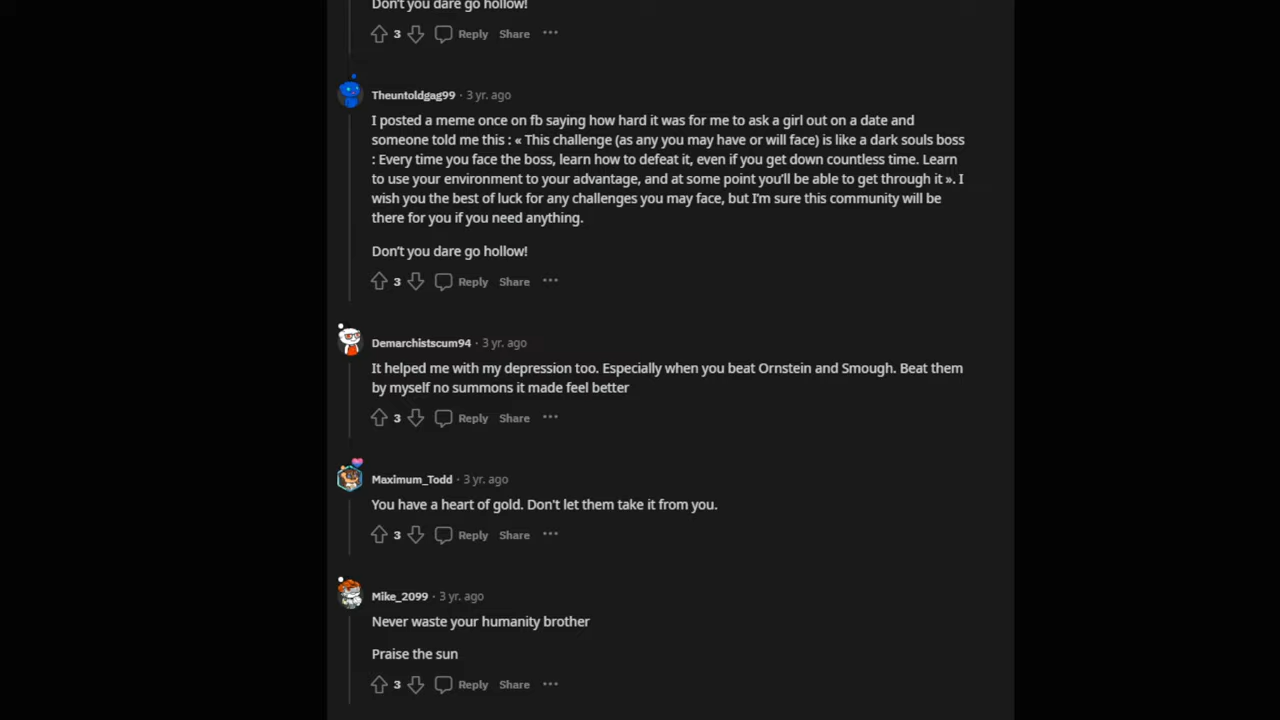 Don't you dare go hollow!
3 Reply Share ···
Theuntoldgag99 · 3 yr. ago
I posted a meme once on fb saying how hard it was for me to ask a girl out on a date and
someone told me this : « This challenge (as any you may have or will face) is like a dark souls boss
: Every time you face the boss, learn how to defeat it, even if you get down countless time. Learn
to use your environment to your advantage, and at some point you'll be able to get through it ». I
wish you the best of luck for any challenges you may face, but I'm sure this community will be
there for you if you need anything.
Don't you dare go hollow!
3 Reply Share ···
Demarchistscum94 · 3 yr. ago
It helped me with my depression too. Especially when you beat Ornstein and Smough. Beat them
by myself no summons it made feel better
3 Reply Share ···
Maximum_Todd · 3 yr. ago
You have a heart of gold. Don't let them take it from you.
3 Reply Share ···
Mike_2099 · 3 yr. ago
Never waste your humanity brother
Praise the sun
3 Reply Share ···